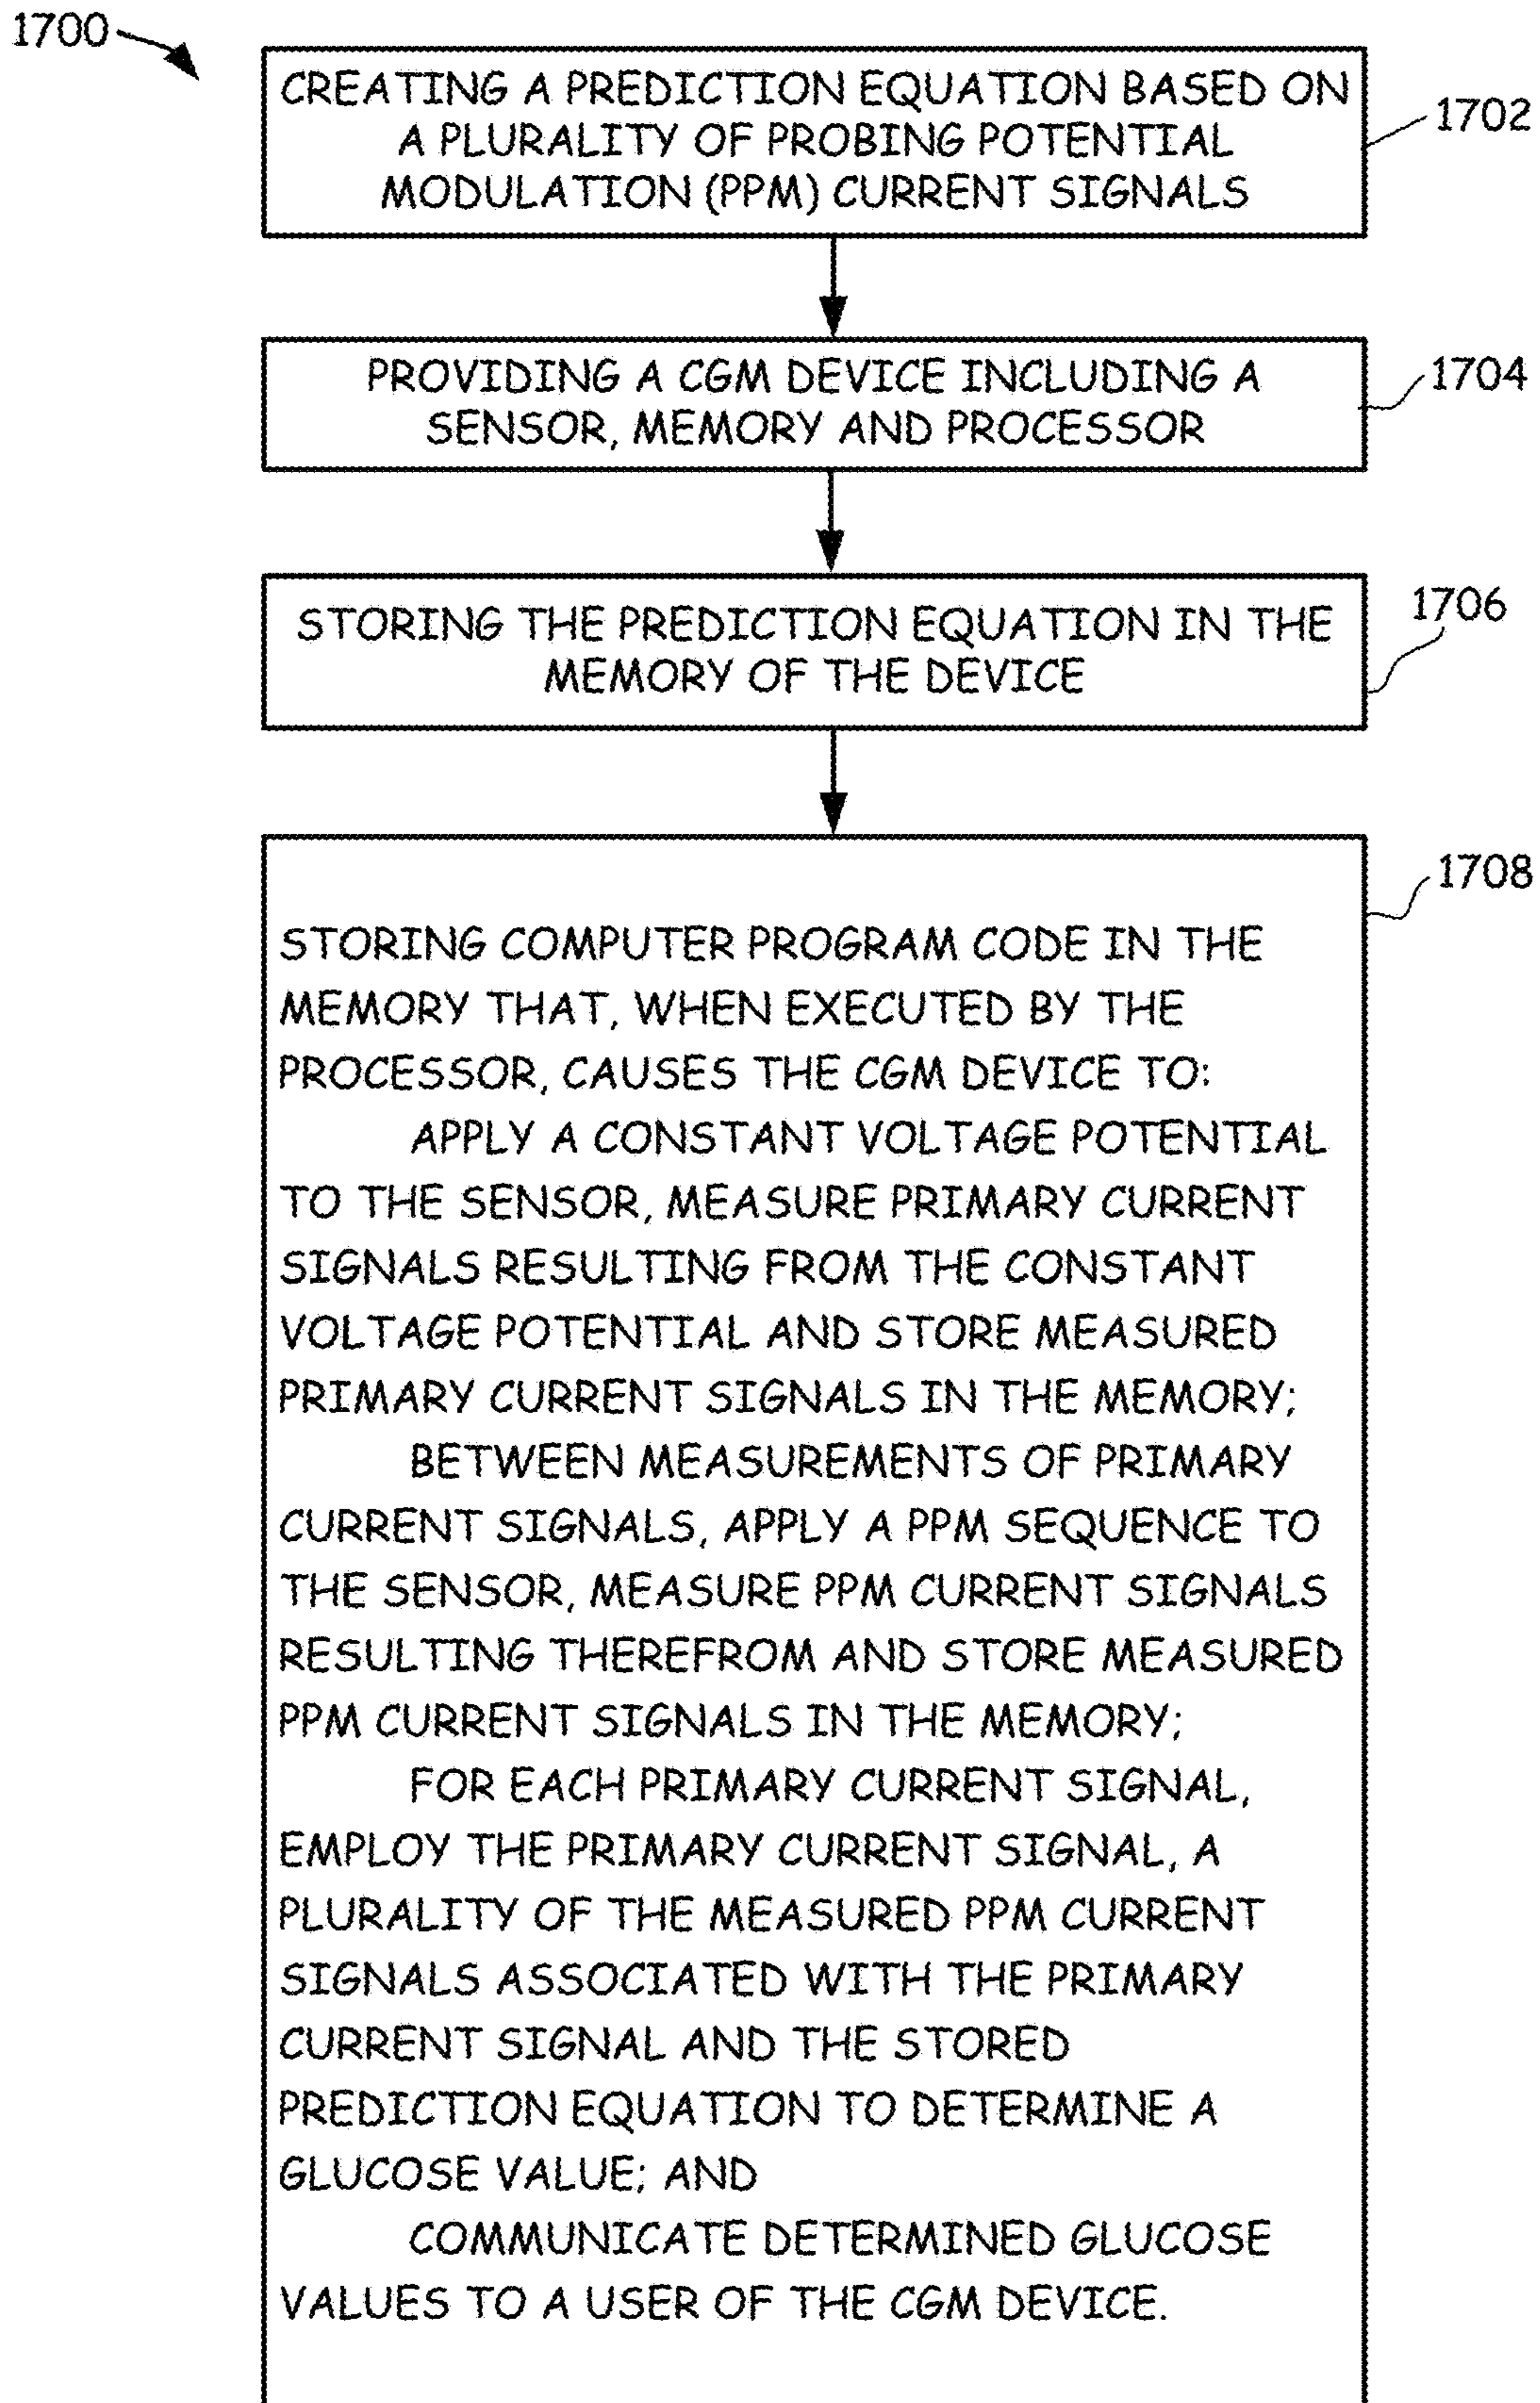 1700
CREATING A PREDICTION EQUATION BASED ON
A PLURALITY OF PROBING POTENTIAL
MODULATION (PPM) CURRENT SIGNALS
1702
PROVIDING A CGM DEVICE INCLUDING A
SENSOR, MEMORY AND PROCESSOR
1704
STORING THE PREDICTION EQUATION IN THE
MEMORY OF THE DEVICE
1706
1708
STORING COMPUTER PROGRAM CODE IN THE
MEMORY THAT, WHEN EXECUTED BY THE
PROCESSOR, CAUSES THE CGM DEVICE TO:
APPLY A CONSTANT VOLTAGE POTENTIAL
TO THE SENSOR, MEASURE PRIMARY CURRENT
SIGNALS RESULTING FROM THE CONSTANT
VOLTAGE POTENTIAL AND STORE MEASURED
PRIMARY CURRENT SIGNALS IN THE MEMORY;
BETWEEN MEASUREMENTS OF PRIMARY
CURRENT SIGNALS, APPLY A PPM SEQUENCE TO
THE SENSOR, MEASURE PPM CURRENT SIGNALS
RESULTING THEREFROM AND STORE MEASURED
PPM CURRENT SIGNALS IN THE MEMORY;
FOR EACH PRIMARY CURRENT SIGNAL,
EMPLOY THE PRIMARY CURRENT SIGNAL, A
PLURALITY OF THE MEASURED PPM CURRENT
SIGNALS ASSOCIATED WITH THE PRIMARY
CURRENT SIGNAL AND THE STORED
PREDICTION EQUATION TO DETERMINE A
GLUCOSE VALUE; AND
COMMUNICATE DETERMINED GLUCOSE
VALUES TO A USER OF THE CGM DEVICE.